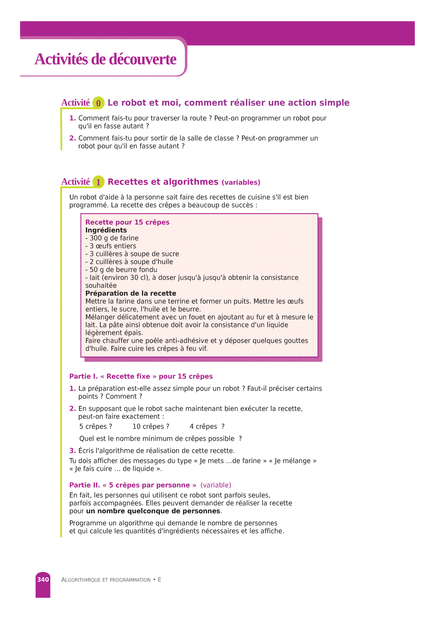 Activités de découverte
Activité 0 Le robot et moi, comment réaliser une action simple
1. Comment fais-tu pour traverser la route ? Peut-on programmer un robot pour
qu'il en fasse autant ?
2. Comment fais-tu pour sortir de la salle de classe ? Peut-on programmer un
robot pour qu'il en fasse autant ?
Activité 1 Recettes et algorithmes (variables)
Un robot d'aide à la personne sait faire des recettes de cuisine s'il est bien
programmé. La recette des crêpes a beaucoup de succès :
Recette pour 15 crêpes
Ingrédients
- 300 g de farine
- 3 œufs entiers
- 3 cuillères à soupe de sucre
- 2 cuillères à soupe d'huile
- 50 g de beurre fondu
- lait (environ 30 cl), à doser jusqu'à jusqu'à obtenir la consistance
souhaitée
Préparation de la recette
Mettre la farine dans une terrine et former un puits. Mettre les œufs
entiers, le sucre, l'huile et le beurre.
Mélanger délicatement avec un fouet en ajoutant au fur et à mesure le
lait. La pâte ainsi obtenue doit avoir la consistance d'un liquide
légèrement épais.
Faire chauffer une poêle anti-adhésive et y déposer quelques gouttes
d'huile. Faire cuire les crêpes à feu vif.
Partie I. « Recette fixe » pour 15 crêpes
1. La préparation est-elle assez simple pour un robot ? Faut-il préciser certains
points ? Comment ?
2. En supposant que le robot sache maintenant bien exécuter la recette,
peut-on faire exactement :
5 crêpes ? 10 crêpes ? 4 crêpes ?
Quel est le nombre minimum de crêpes possible ?
3. Écris l'algorithme de réalisation de cette recette.
Tu dois afficher des messages du type « Je mets ...de farine » « Je mélange »
« Je fais cuire ... de liquide ».
Partie II. « 5 crêpes par personne » (variable)
En fait, les personnes qui utilisent ce robot sont parfois seules,
parfois accompagnées. Elles peuvent demander de réaliser la recette
pour un nombre quelconque de personnes.
Programme un algorithme qui demande le nombre de personnes
et qui calcule les quantités d'ingrédients nécessaires et les affiche.
340 ALGORITHMIQUE ET PROGRAMMATION • E